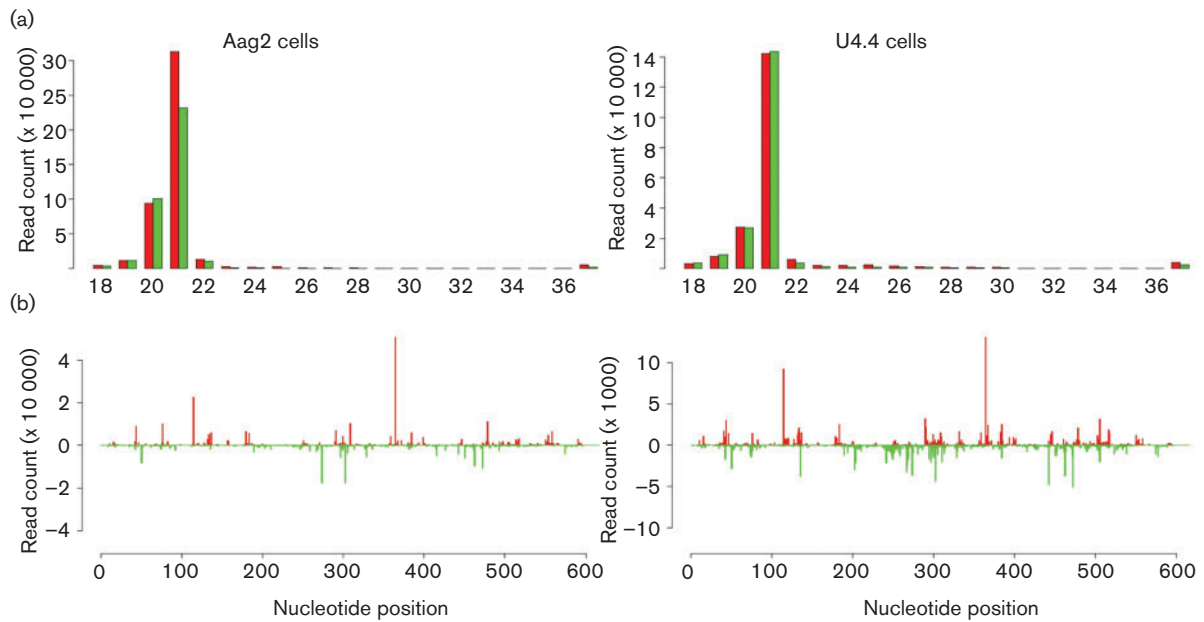 (a)
Aag2 cells
U4.4 cells
Read count (x 10 000)
30
25
20
15
10
5
18 20 22 24 26 28 30 32 34 36
Read count (x 10 000)
14
12
10
8
6
4
2
18 20 22 24 26 28 30 32 34 36
(b)
Read count (x 10 000)
4
2
0
−2
−4
0 100 200 300 400 500 600
Nucleotide position
Read count (x 1000)
10
5
0
−5
−10
0 100 200 300 400 500 600
Nucleotide position